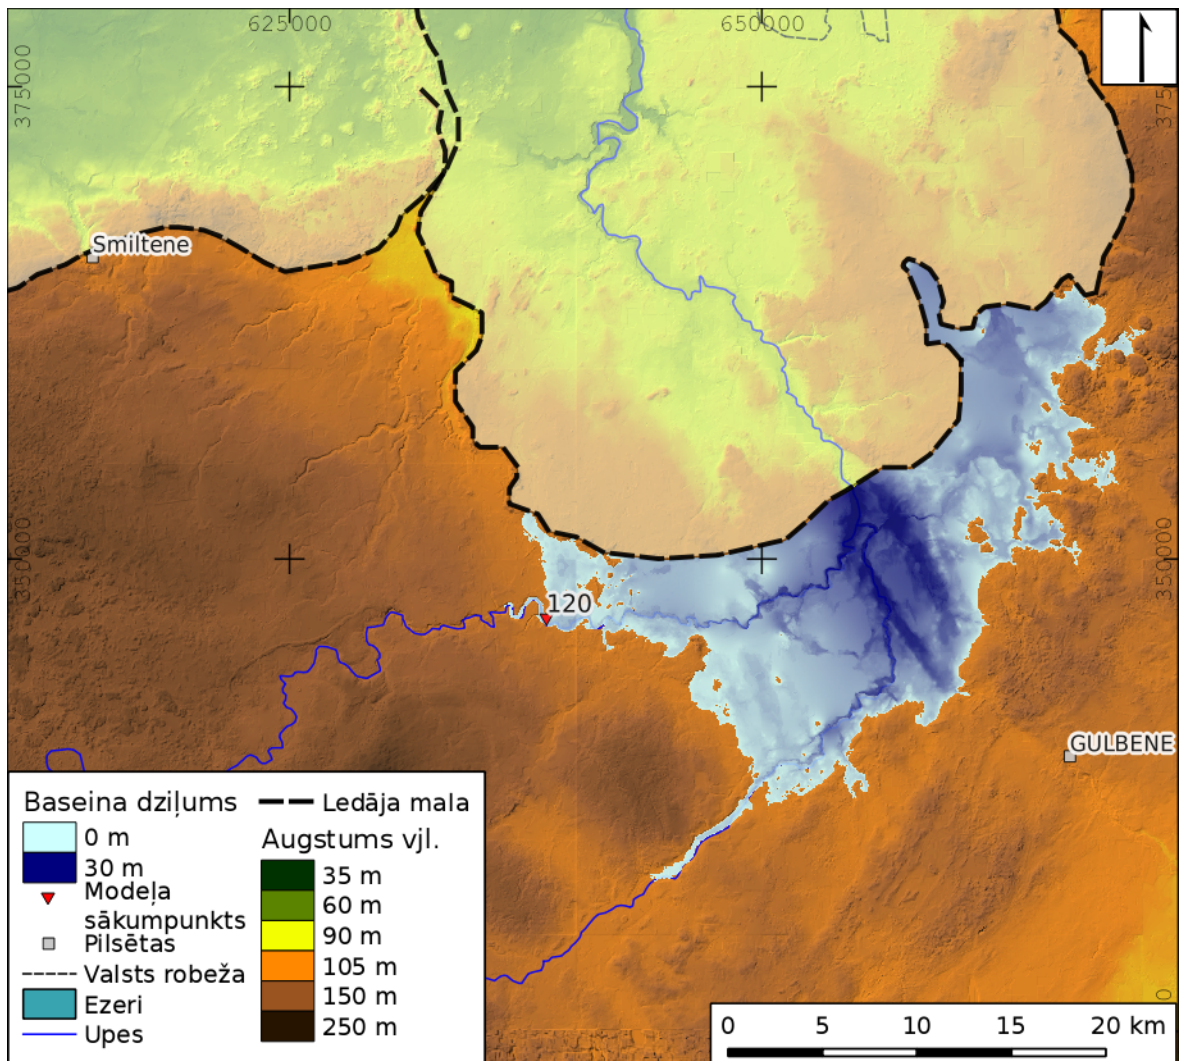 625000
650000
375000
375
Smiltene
350000
350000
120
GULBENE
Baseina dziļums
0 m
30 m
Modeļa
sākumpunkts
Pilsētas
Valsts robeža
Ezeri
Upes
Ledāja mala
Augstums vjl.
35 m
60 m
90 m
105 m
150 m
250 m
0
0 5 10 15 20 km